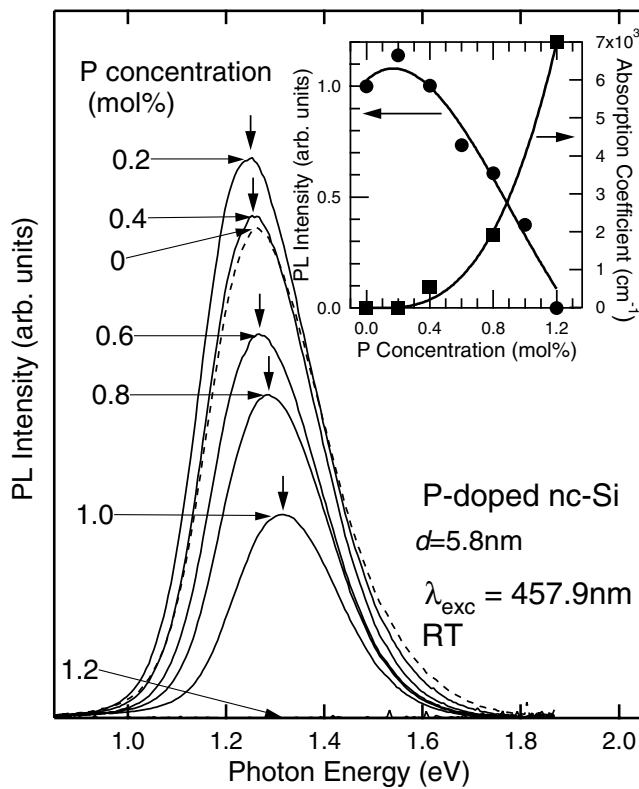 P concentration
(mol%)
0.2
0.4
0
0.6
0.8
1.0
1.2
PL Intensity (arb. units)
1.0 1.2 1.4 1.6 1.8 2.0
Photon Energy (eV)
P-doped nc-Si
d=5.8nm
λexc = 457.9nm
RT
PL Intensity (arb. units)
1.0
0.5
0.0
0.0 0.4 0.8 1.2
P Concentration (mol%)
7x10³
6
5
4
3
2
1
0
Absorption Coefficient (cm⁻¹)